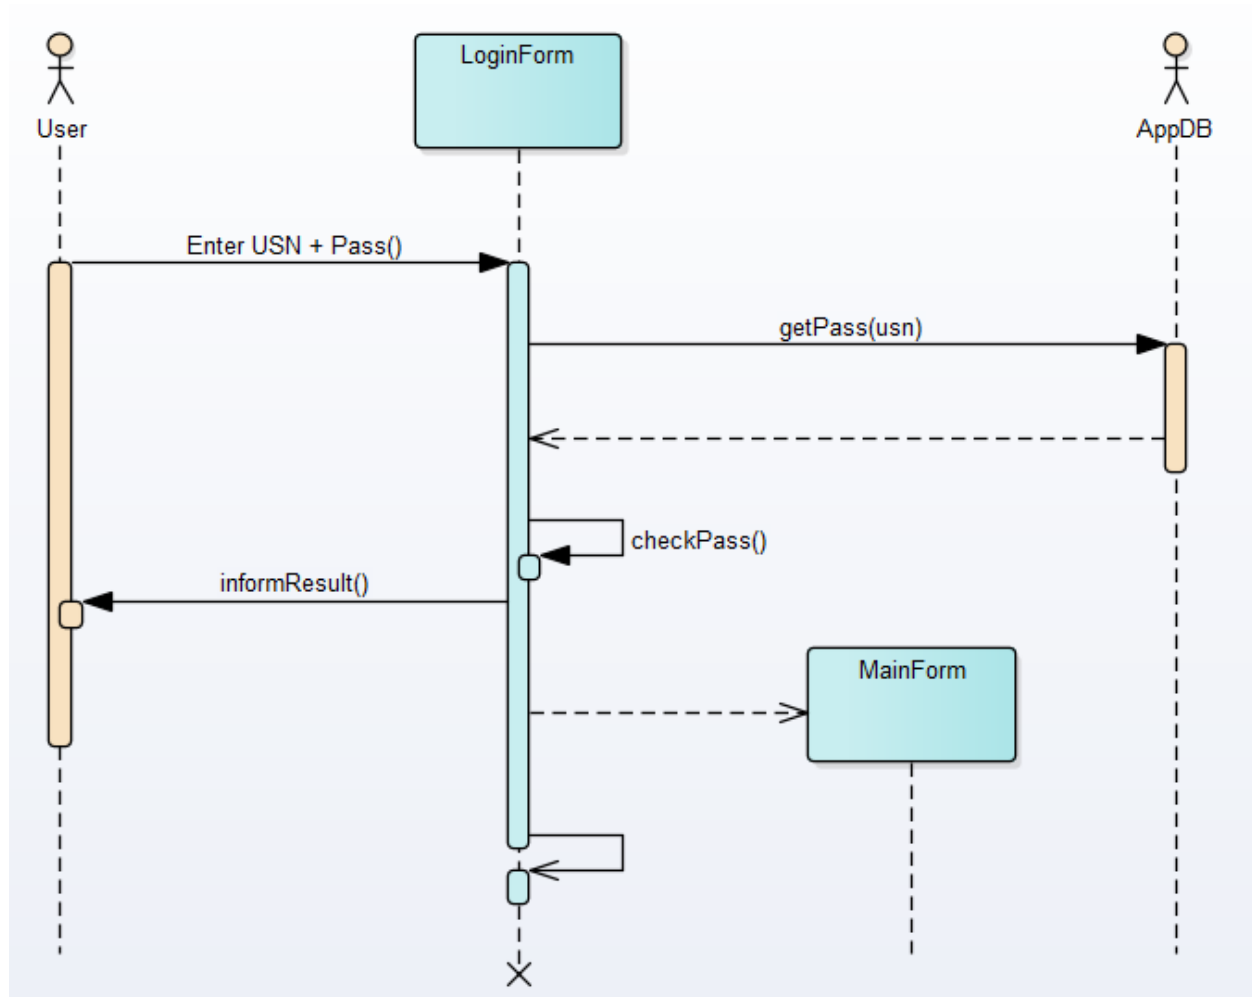 LoginForm
User
AppDB
Enter USN + Pass()
getPass(usn)
checkPass()
informResult()
MainForm